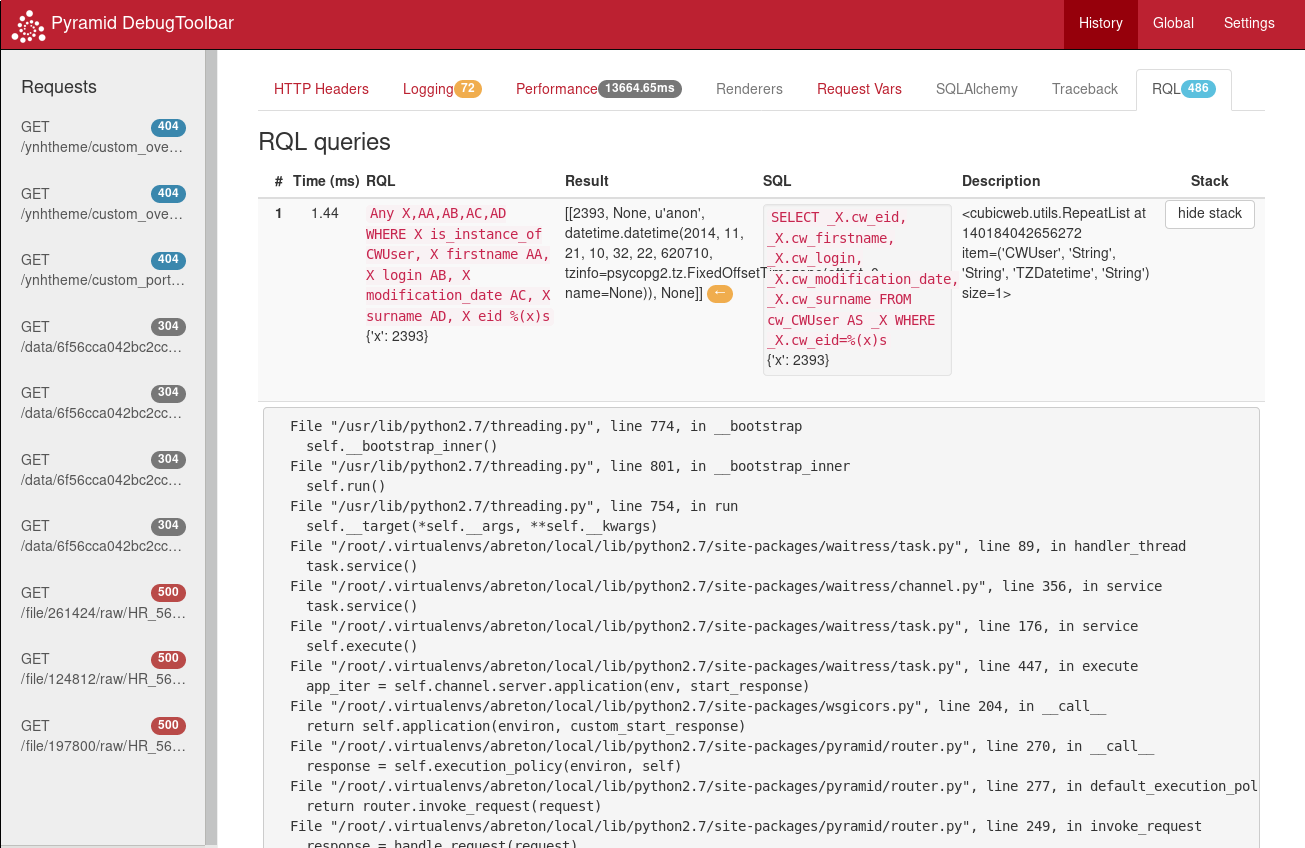 Pyramid DebugToolbar
History Global Settings
Requests
GET 404
/ynhtheme/custom_ove…
GET 404
/ynhtheme/custom_ove…
GET 404
/ynhtheme/custom_port…
GET 304
/data/6f56cca042bc2cc…
GET 304
/data/6f56cca042bc2cc…
GET 304
/data/6f56cca042bc2cc…
GET 304
/data/6f56cca042bc2cc…
GET 500
/file/261424/raw/HR_56…
GET 500
/file/124812/raw/HR_56…
GET 500
/file/197800/raw/HR_56…
HTTP Headers Logging 72 Performance 13664.65ms Renderers Request Vars SQLAlchemy Traceback RQL 486
RQL queries
# Time (ms) RQL Result SQL Description Stack
1 1.44
Any X,AA,AB,AC,AD
WHERE X is_instance_of
CWUser, X firstname AA,
X login AB, X
modification_date AC, X
surname AD, X eid %(x)s
{'x': 2393}
[[2393, None, u'anon',
datetime.datetime(2014, 11,
21, 10, 32, 22, 620710,
name=None)), None]] ←
SELECT _X.cw_eid,
_X.cw_firstname,
_X.cw_login,
_X.cw_modification_date,
_X.cw_surname FROM
cw_CWUser AS _X WHERE
_X.cw_eid=%(x)s
{'x': 2393}
<cubicweb.utils.RepeatList at
140184042656272
item=('CWUser', 'String',
'String', 'TZDatetime', 'String')
size=1>
hide stack
File "/usr/lib/python2.7/threading.py", line 774, in __bootstrap
self.__bootstrap_inner()
File "/usr/lib/python2.7/threading.py", line 801, in __bootstrap_inner
self.run()
File "/usr/lib/python2.7/threading.py", line 754, in run
self.__target(*self.__args, **self.__kwargs)
File "/root/.virtualenvs/abreton/local/lib/python2.7/site-packages/waitress/task.py", line 89, in handler_thread
task.service()
File "/root/.virtualenvs/abreton/local/lib/python2.7/site-packages/waitress/channel.py", line 356, in service
task.service()
File "/root/.virtualenvs/abreton/local/lib/python2.7/site-packages/waitress/task.py", line 176, in service
self.execute()
File "/root/.virtualenvs/abreton/local/lib/python2.7/site-packages/waitress/task.py", line 447, in execute
app_iter = self.channel.server.application(env, start_response)
File "/root/.virtualenvs/abreton/local/lib/python2.7/site-packages/wsgicors.py", line 204, in __call__
return self.application(environ, custom_start_response)
File "/root/.virtualenvs/abreton/local/lib/python2.7/site-packages/pyramid/router.py", line 270, in __call__
response = self.execution_policy(environ, self)
File "/root/.virtualenvs/abreton/local/lib/python2.7/site-packages/pyramid/router.py", line 277, in default_execution_pol
return router.invoke_request(request)
File "/root/.virtualenvs/abreton/local/lib/python2.7/site-packages/pyramid/router.py", line 249, in invoke_request
response = handle_request(request)